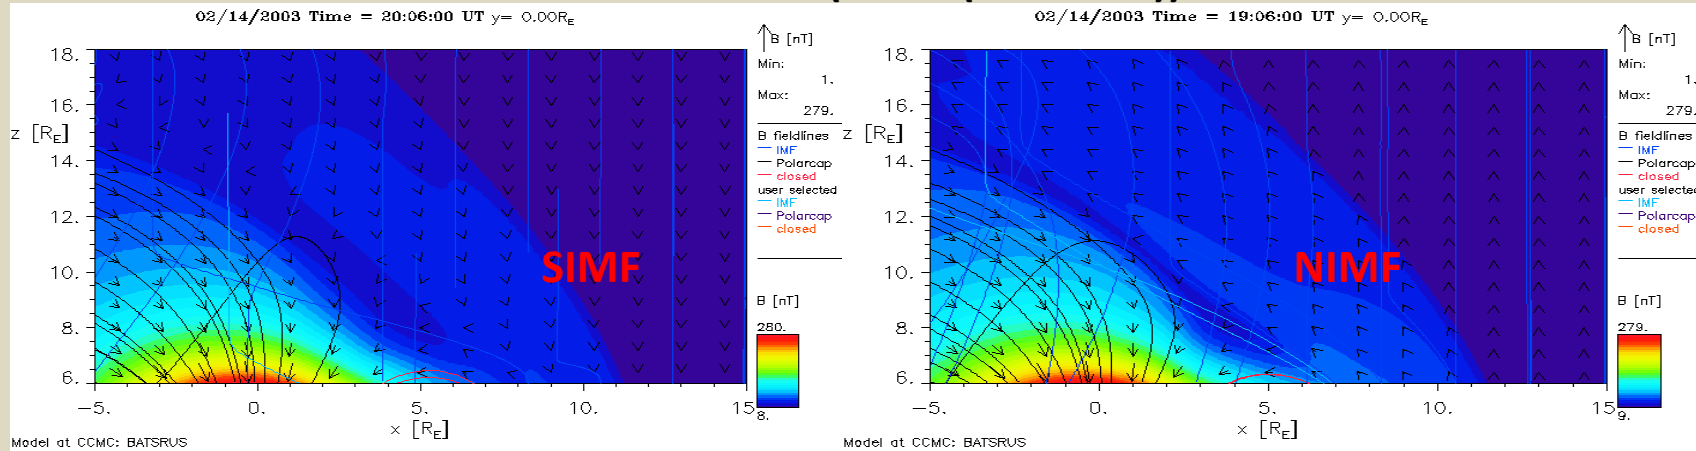 02/14/2003 Time = 20:06:00 UT y= 0.00RE
B [nT]
Min:
1.
Max:
279.
B fieldlines
IMF
Polarcap
closed
user selected
IMF
Polarcap
closed
B [nT]
280.
8.
z [RE]
18.
16.
14.
12.
10.
8.
6.
-5. 0. 5. 10. 15
x [RE]
SIMF
Model at CCMC: BATSRUS
02/14/2003 Time = 19:06:00 UT y= 0.00RE
B [nT]
Min:
1.
Max:
279.
B fieldlines
IMF
Polarcap
closed
user selected
IMF
Polarcap
closed
B [nT]
279.
9.
z [RE]
18.
16.
14.
12.
10.
8.
6.
-5. 0. 5. 10. 15
x [RE]
NIMF
Model at CCMC: BATSRUS